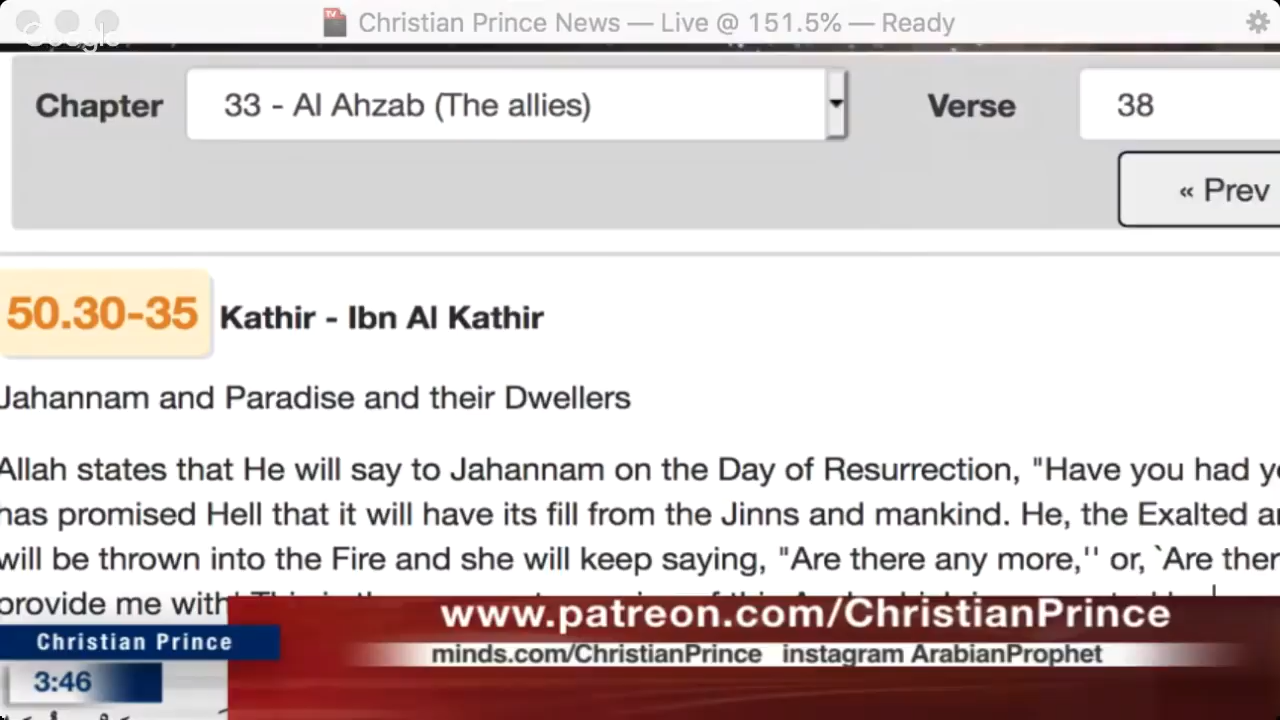 Christian Prince News — Live @ 151.5% — Ready
Google
Chapter 33 - Al Ahzab (The allies) Verse 38
« Prev
50.30-35 Kathir - Ibn Al Kathir
Jahannam and Paradise and their Dwellers
Allah states that He will say to Jahannam on the Day of Resurrection, "Have you had
has promised Hell that it will have its fill from the Jinns and mankind. He, the Exalted
will be thrown into the Fire and she will keep saying, "Are there any more,'' or, `Are
provide me with
www.patreon.com/ChristianPrince
Christian Prince
minds.com/ChristianPrince instagram ArabianProphet
3:46